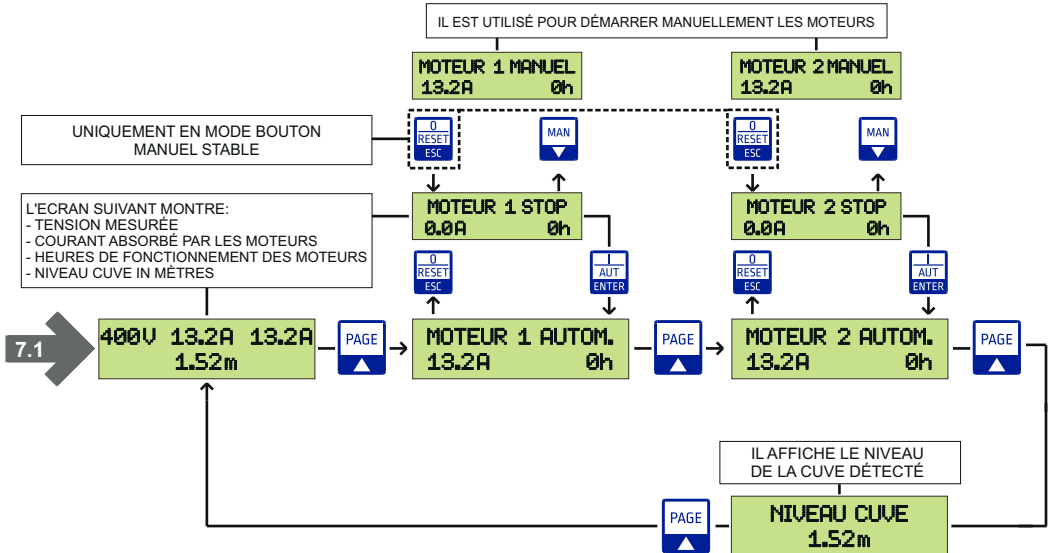 IL EST UTILISÉ POUR DÉMARRER MANUELLEMENT LES MOTEURS
MOTEUR 1 MANUEL
13.2A 0h
MOTEUR 2 MANUEL
13.2A 0h
UNIQUEMENT EN MODE BOUTON
MANUEL STABLE
0
RESET
ESC
MAN
0
RESET
ESC
MAN
L'ECRAN SUIVANT MONTRE:
- TENSION MESURÉE
- COURANT ABSORBÉ PAR LES MOTEURS
- HEURES DE FONCTIONNEMENT DES MOTEURS
- NIVEAU CUVE IN MÈTRES
MOTEUR 1 STOP
0.0A 0h
MOTEUR 2 STOP
0.0A 0h
0
RESET
ESC
I
AUT
ENTER
0
RESET
ESC
I
AUT
ENTER
7.1
400V 13.2A 13.2A
1.52m
PAGE
MOTEUR 1 AUTOM.
13.2A 0h
PAGE
MOTEUR 2 AUTOM.
13.2A 0h
PAGE
IL AFFICHE LE NIVEAU
DE LA CUVE DÉTECTÉ
PAGE
NIVEAU CUVE
1.52m